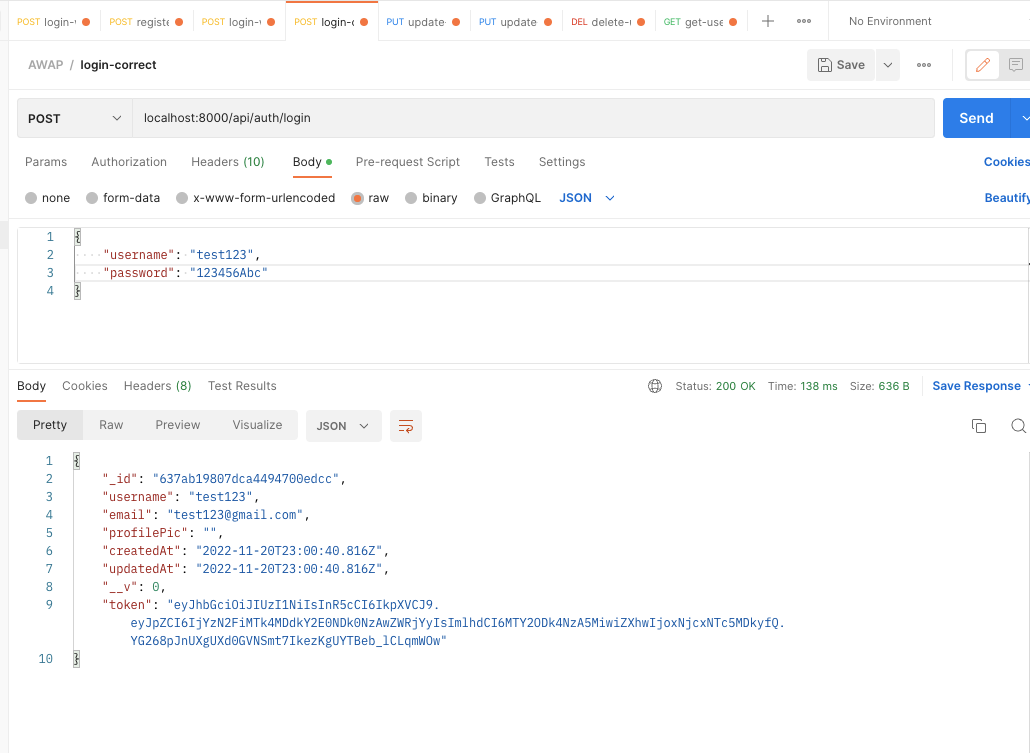 POST login-v POST registe POST login-v POST login-c PUT update- PUT update- DEL delete-u GET get-use No Environment
AWAP / login-correct Save
POST localhost:8000/api/auth/login Send
Params Authorization Headers (10) Body Pre-request Script Tests Settings Cookies
none form-data x-www-form-urlencoded raw binary GraphQL JSON Beautify
1 {
2 "username": "test123",
3 "password": "123456Abc"
4 }
Body Cookies Headers (8) Test Results Status: 200 OK Time: 138 ms Size: 636 B Save Response
Pretty Raw Preview Visualize JSON
1 {
2 "_id": "637ab19807dca4494700edcc",
3 "username": "test123",
4 "email": "test123@gmail.com",
5 "profilePic": "",
6 "createdAt": "2022-11-20T23:00:40.816Z",
7 "updatedAt": "2022-11-20T23:00:40.816Z",
8 "__v": 0,
9 "token": "eyJhbGciOiJIUzI1NiIsInR5cCI6IkpXVCJ9.
eyJpZCI6IjYzN2FiMTk4MDdkY2E0NDk0NzAwZWRjYyIsImlhdCI6MTY2ODk4NzA5MiwiZXhwIjoxNjcxNTc5MDkyfQ.
YG268pJnUXgUXd0GVNSmt7IkezKgUYTBeb_lCLqmWOw"
10 }